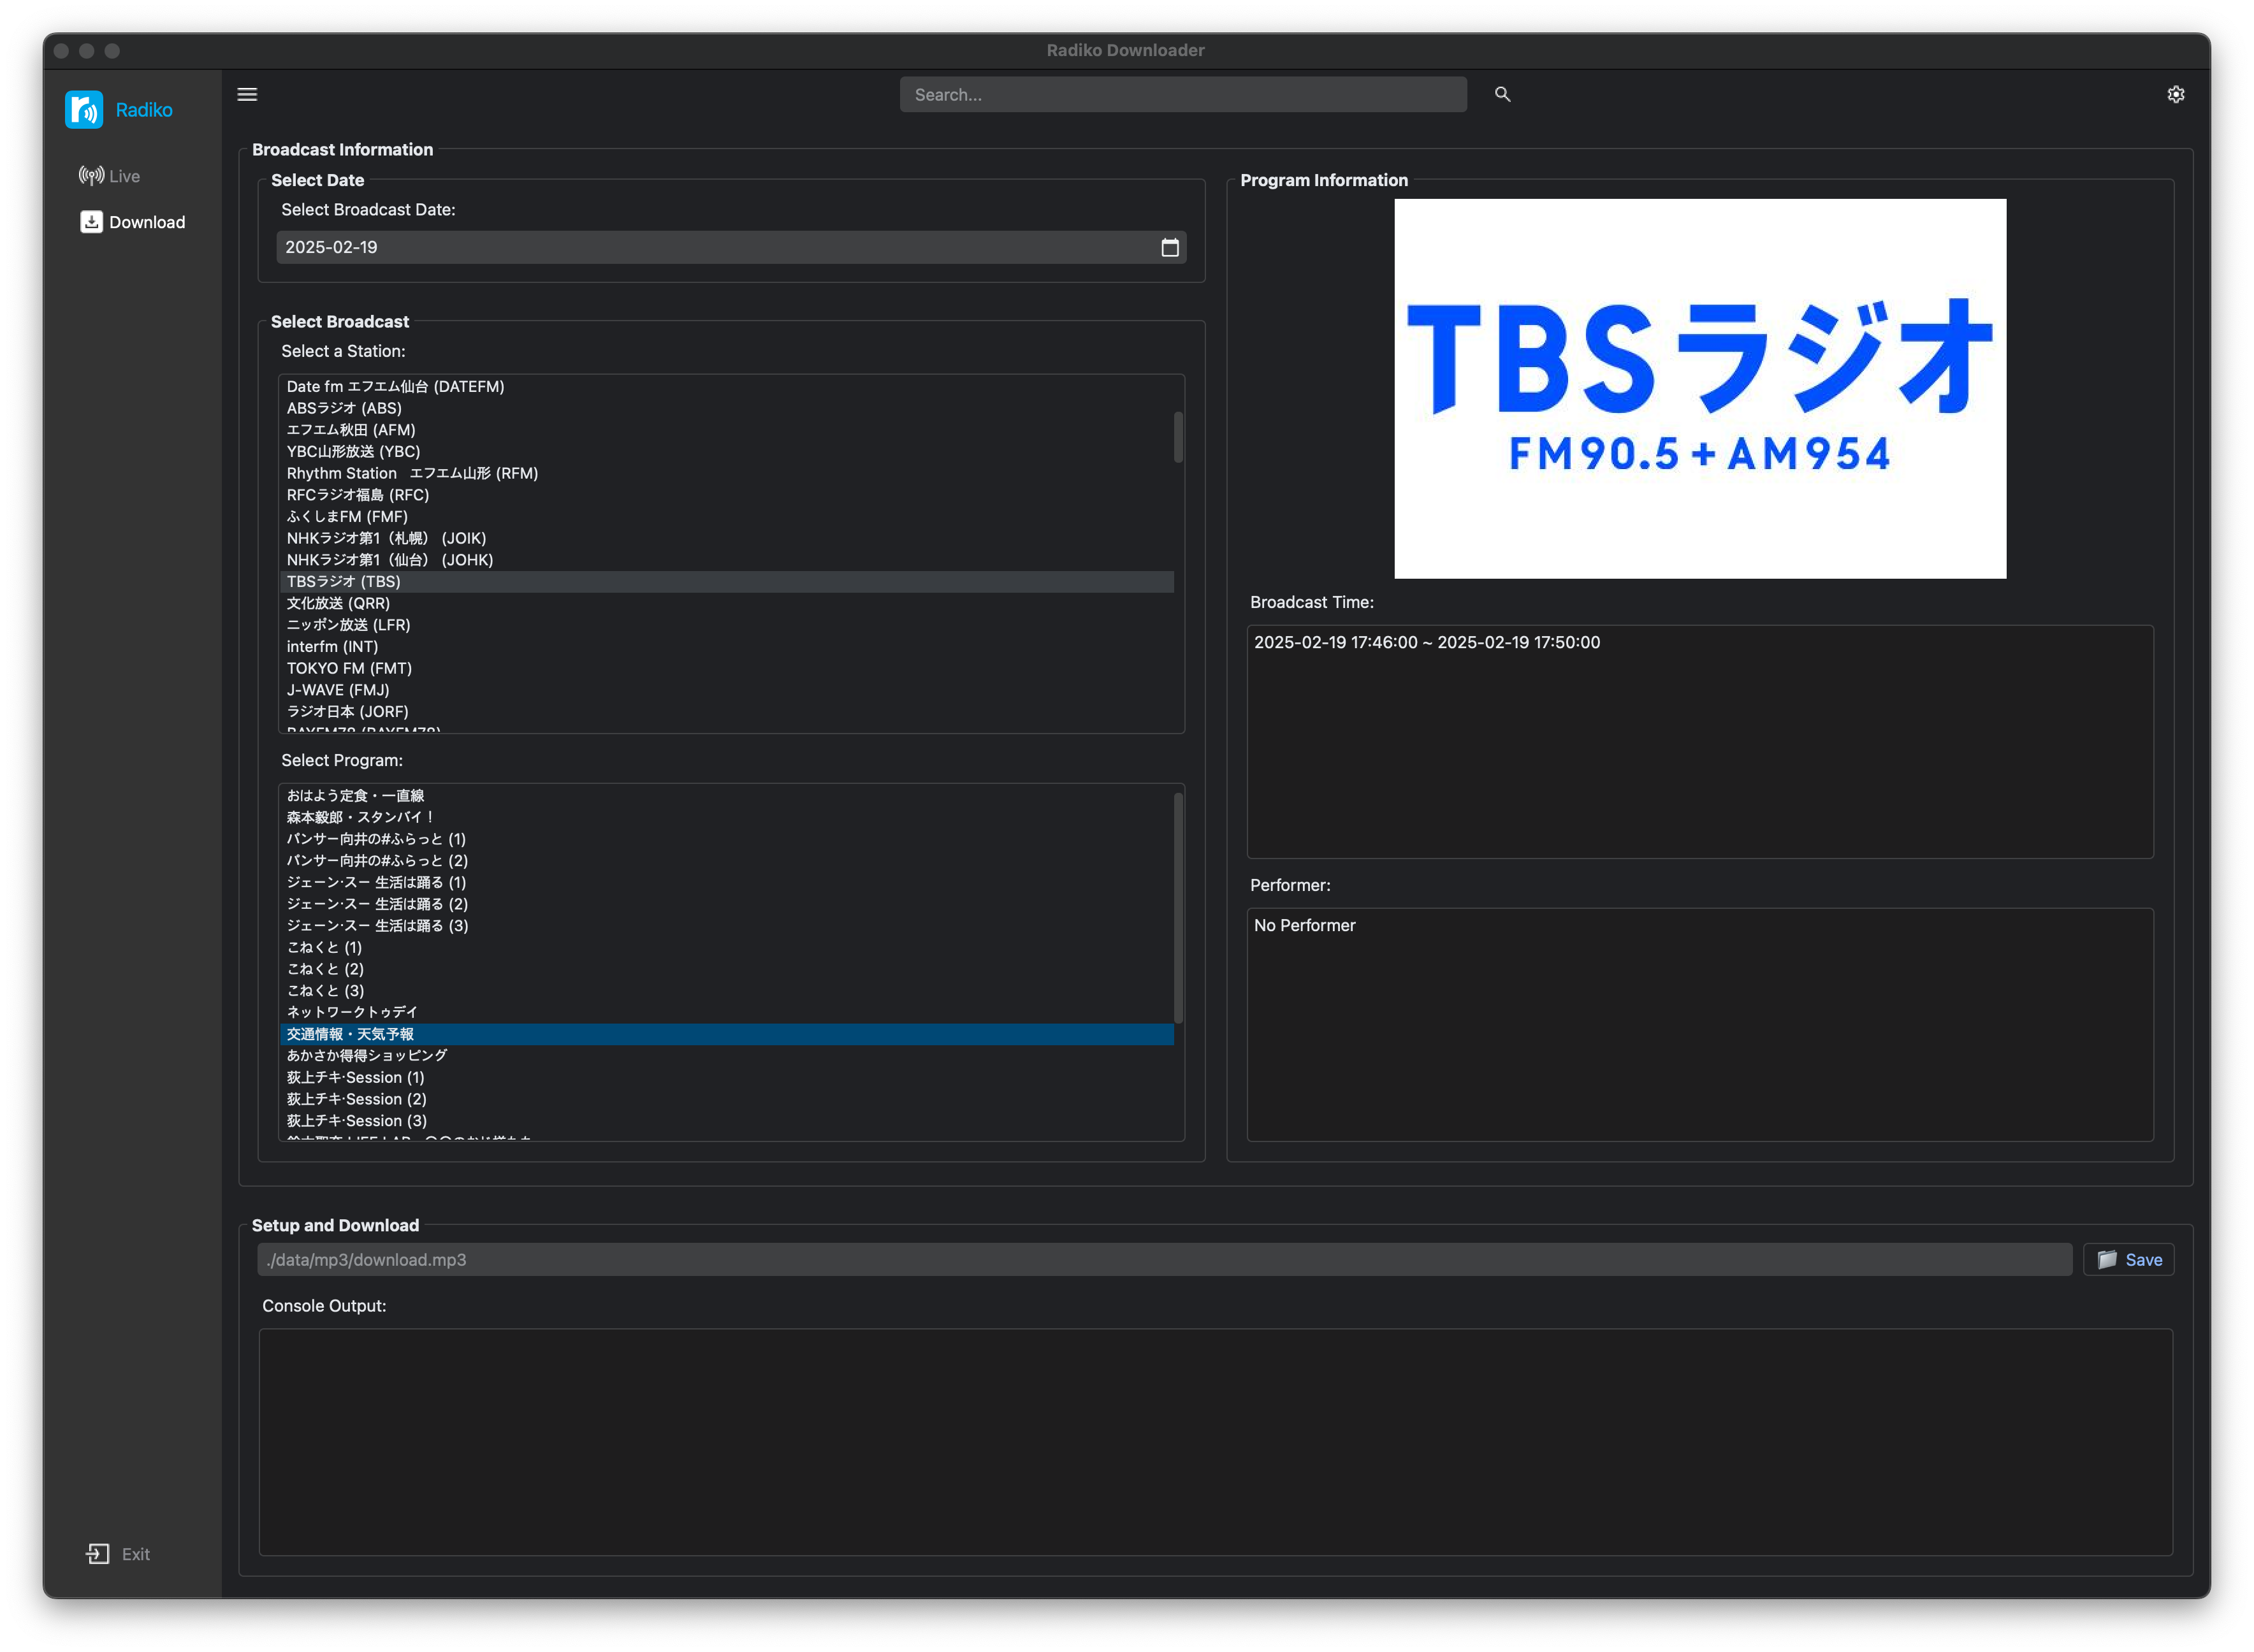 Radiko Downloader
Radiko
Search...
Live
Download
Broadcast Information
Select Date
Select Broadcast Date:
2025-02-19
Select Broadcast
Select a Station:
Date fm エフエム仙台 (DATEFM)
ABSラジオ (ABS)
エフエム秋田 (AFM)
YBC山形放送 (YBC)
Rhythm Station エフエム山形 (RFM)
RFCラジオ福島 (RFC)
ふくしまFM (FMF)
NHKラジオ第1（札幌） (JOIK)
NHKラジオ第1（仙台） (JOHK)
TBSラジオ (TBS)
文化放送 (QRR)
ニッポン放送 (LFR)
interfm (INT)
TOKYO FM (FMT)
J-WAVE (FMJ)
ラジオ日本 (JORF)
BAYFM78 (BAYFM78)
Select Program:
おはよう定食・一直線
森本毅郎・スタンバイ！
パンサー向井の#ふらっと (1)
パンサー向井の#ふらっと (2)
ジェーン·スー 生活は踊る (1)
ジェーン·スー 生活は踊る (2)
ジェーン·スー 生活は踊る (3)
こねくと (1)
こねくと (2)
こねくと (3)
ネットワークトゥデイ
交通情報・天気予報
あかさか得得ショッピング
荻上チキ·Session (1)
荻上チキ·Session (2)
荻上チキ·Session (3)
Program Information
TBSラジオ
FM90.5+AM954
Broadcast Time:
2025-02-19 17:46:00 ~ 2025-02-19 17:50:00
Performer:
No Performer
Setup and Download
./data/mp3/download.mp3
Save
Console Output:
Exit